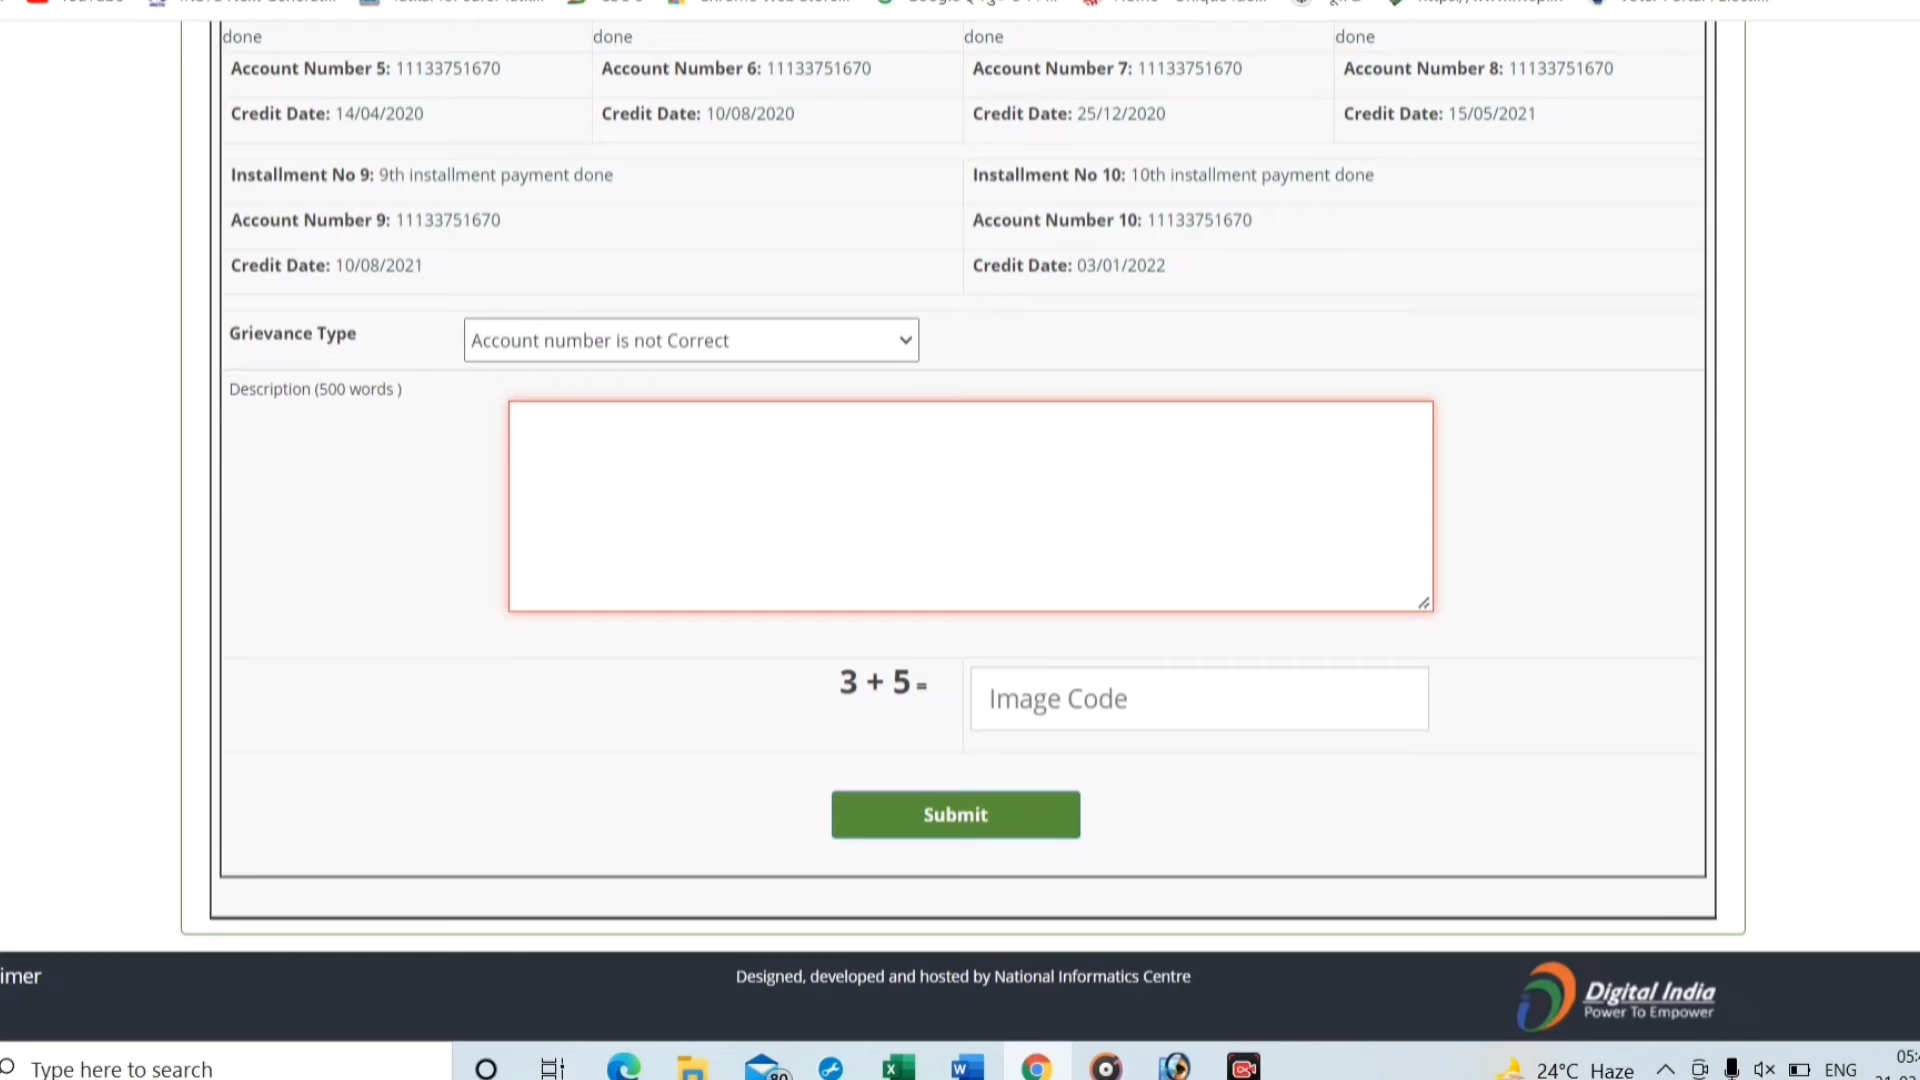 done done done done
Account Number 5: 11133751670 Account Number 6: 11133751670 Account Number 7: 11133751670 Account Number 8: 11133751670
Credit Date: 14/04/2020 Credit Date: 10/08/2020 Credit Date: 25/12/2020 Credit Date: 15/05/2021
Installment No 9: 9th installment payment done Installment No 10: 10th installment payment done
Account Number 9: 11133751670 Account Number 10: 11133751670
Credit Date: 10/08/2021 Credit Date: 03/01/2022
Grievance Type Account number is not Correct
Description (500 words )
3 + 5 = Image Code
Submit
imer Designed, developed and hosted by National Informatics Centre Digital India
Power To Empower
Type here to search 24°C Haze ENG